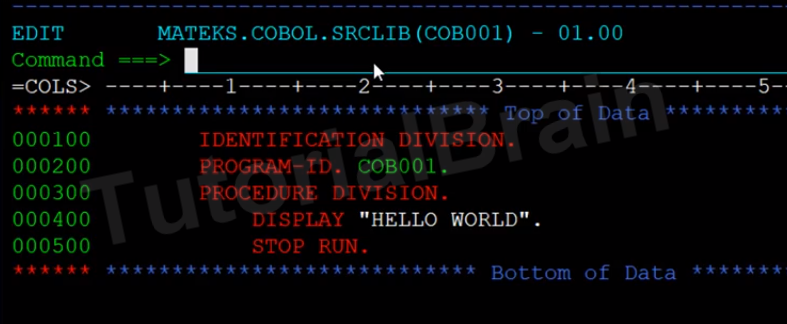 EDIT MATEKS.COBOL.SRCLIB(COB001) - 01.00
Command ===>
=COLS> ----+----1----+----2----+----3----+----4----+----5-
****** ***************************** Top of Data *********
000100 IDENTIFICATION DIVISION.
000200 PROGRAM-ID. COB001.
000300 PROCEDURE DIVISION.
000400 DISPLAY "HELLO WORLD".
000500 STOP RUN.
****** **************************** Bottom of Data *******
TutorialBrain